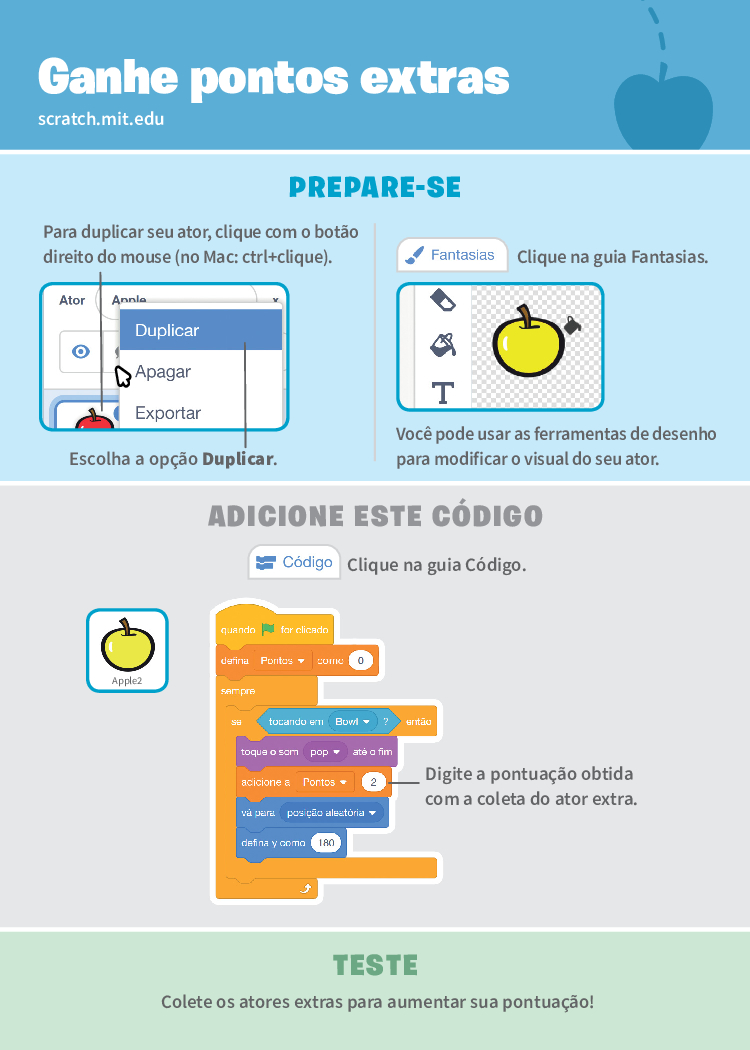 Ganhe pontos extras
scratch.mit.edu
PREPARE-SE
Para duplicar seu ator, clique com o botão
direito do mouse (no Mac: ctrl+clique).
Ator Apple x
Duplicar
Apagar
Exportar
Escolha a opção Duplicar.
Fantasias Clique na guia Fantasias.
T
Você pode usar as ferramentas de desenho
para modificar o visual do seu ator.
ADICIONE ESTE CÓDIGO
Código Clique na guia Código.
Apple2
quando for clicado
defina Pontos como 0
sempre
se tocando em Bowl ? então
toque o som pop até o fim
adicione a Pontos 2
vá para posição aleatória
defina y como 180
Digite a pontuação obtida
com a coleta do ator extra.
TESTE
Colete os atores extras para aumentar sua pontuação!